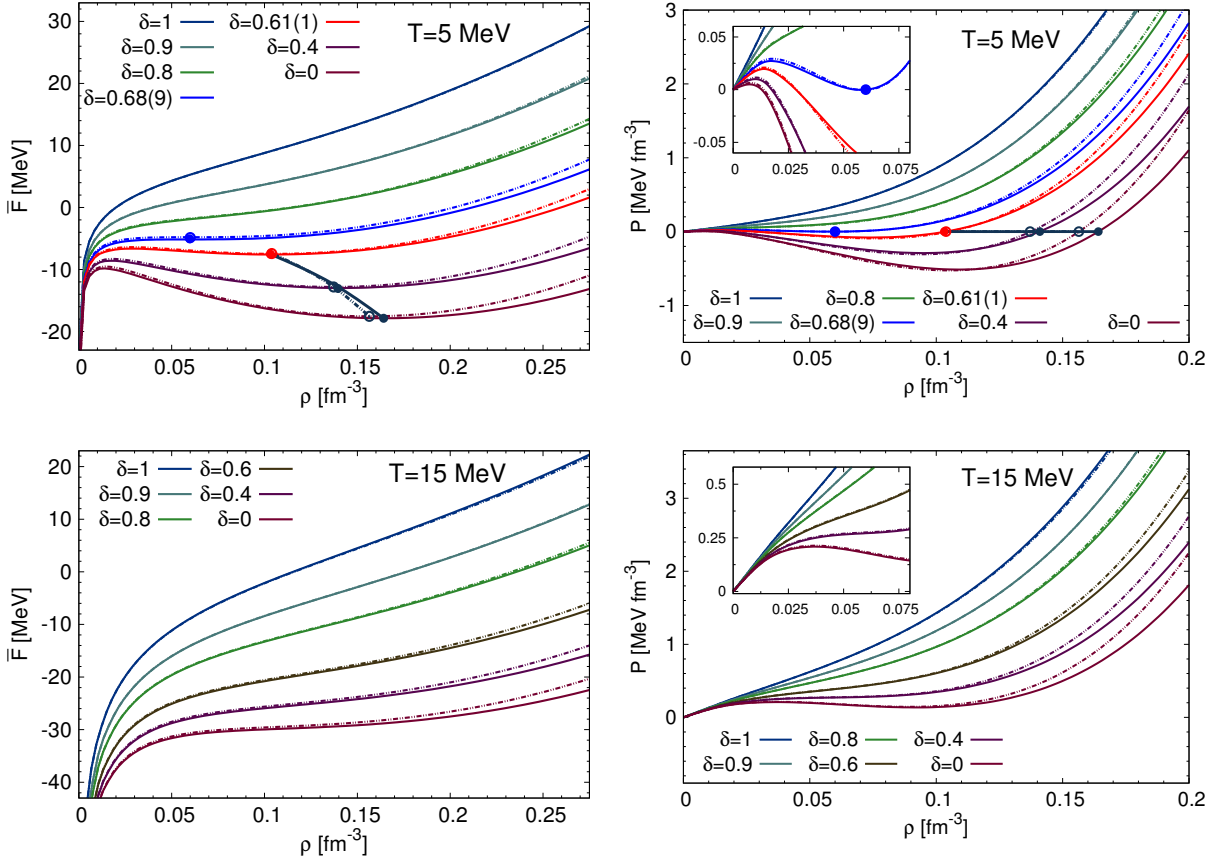 δ=1 δ=0.61(1) T=5 MeV
δ=0.9 δ=0.4
δ=0.8 δ=0
δ=0.68(9)
30
20
10
0
-10
-20
F̅ [MeV]
0 0.05 0.1 0.15 0.2 0.25
ρ [fm-3]
T=5 MeV
0.05
0
-0.05
0 0.025 0.05 0.075
3
2
1
0
-1
P [MeV fm-3]
δ=1 δ=0.8 δ=0.61(1)
δ=0.9 δ=0.68(9) δ=0.4 δ=0
0 0.05 0.1 0.15 0.2
ρ [fm-3]
δ=1 δ=0.6 T=15 MeV
δ=0.9 δ=0.4
δ=0.8 δ=0
20
10
0
-10
-20
-30
-40
F̅ [MeV]
0 0.05 0.1 0.15 0.2 0.25
ρ [fm-3]
T=15 MeV
0.5
0.25
0
0 0.025 0.05 0.075
3
2
1
0
P [MeV fm-3]
δ=1 δ=0.8 δ=0.4
δ=0.9 δ=0.6 δ=0
0 0.05 0.1 0.15 0.2
ρ [fm-3]